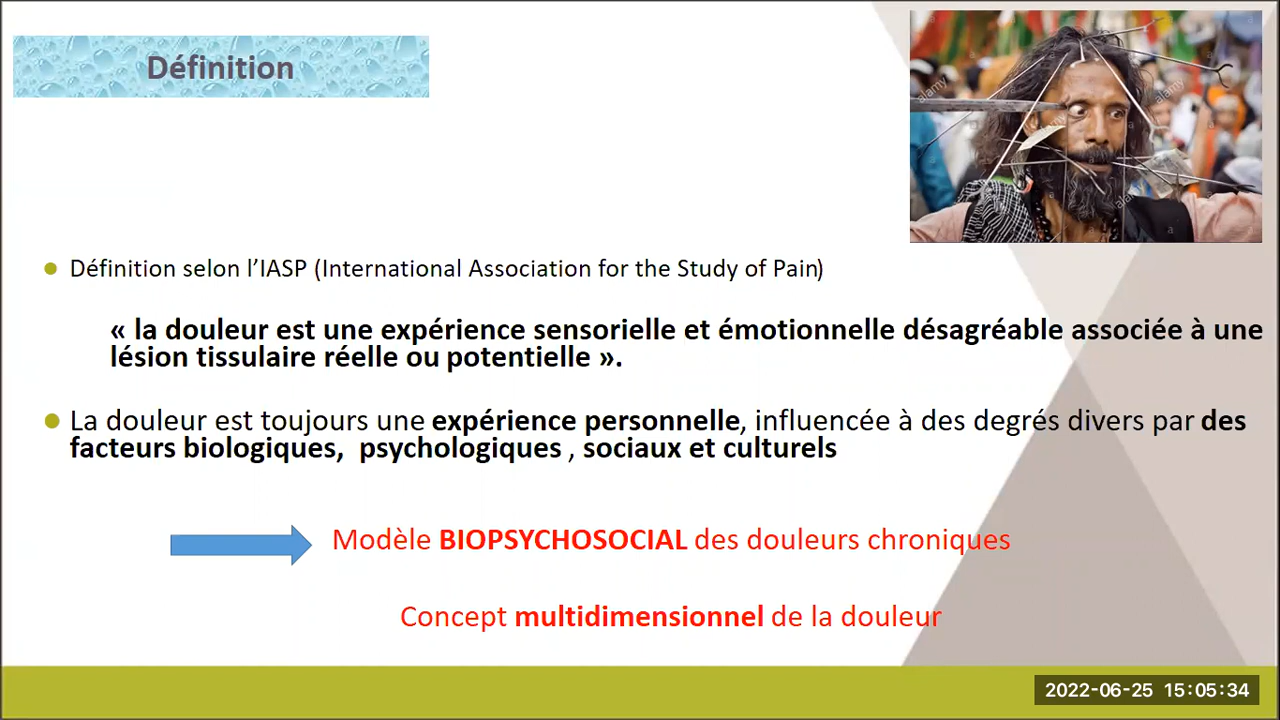 Définition
alamy
alamy
alamy
Définition selon l’IASP (International Association for the Study of Pain)
« la douleur est une expérience sensorielle et émotionnelle désagréable associée à une
lésion tissulaire réelle ou potentielle ».
La douleur est toujours une expérience personnelle, influencée à des degrés divers par des
facteurs biologiques, psychologiques , sociaux et culturels
Modèle BIOPSYCHOSOCIAL des douleurs chroniques
Concept multidimensionnel de la douleur
2022-06-25 15:05:34